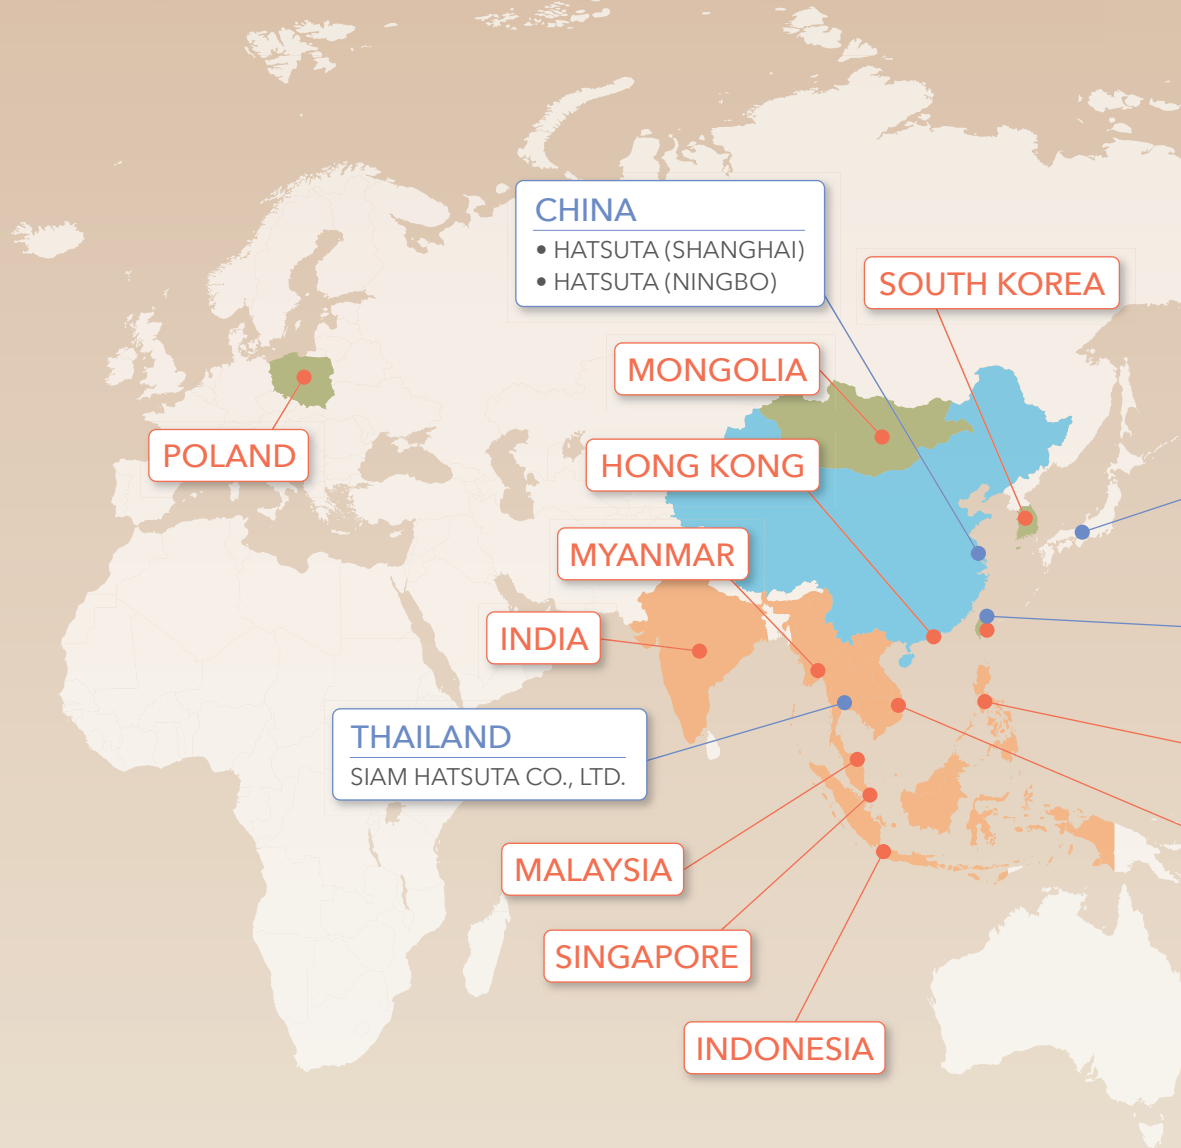 CHINA
• HATSUTA (SHANGHAI)
• HATSUTA (NINGBO)
SOUTH KOREA
MONGOLIA
POLAND
HONG KONG
MYANMAR
INDIA
THAILAND
SIAM HATSUTA CO., LTD.
MALAYSIA
SINGAPORE
INDONESIA